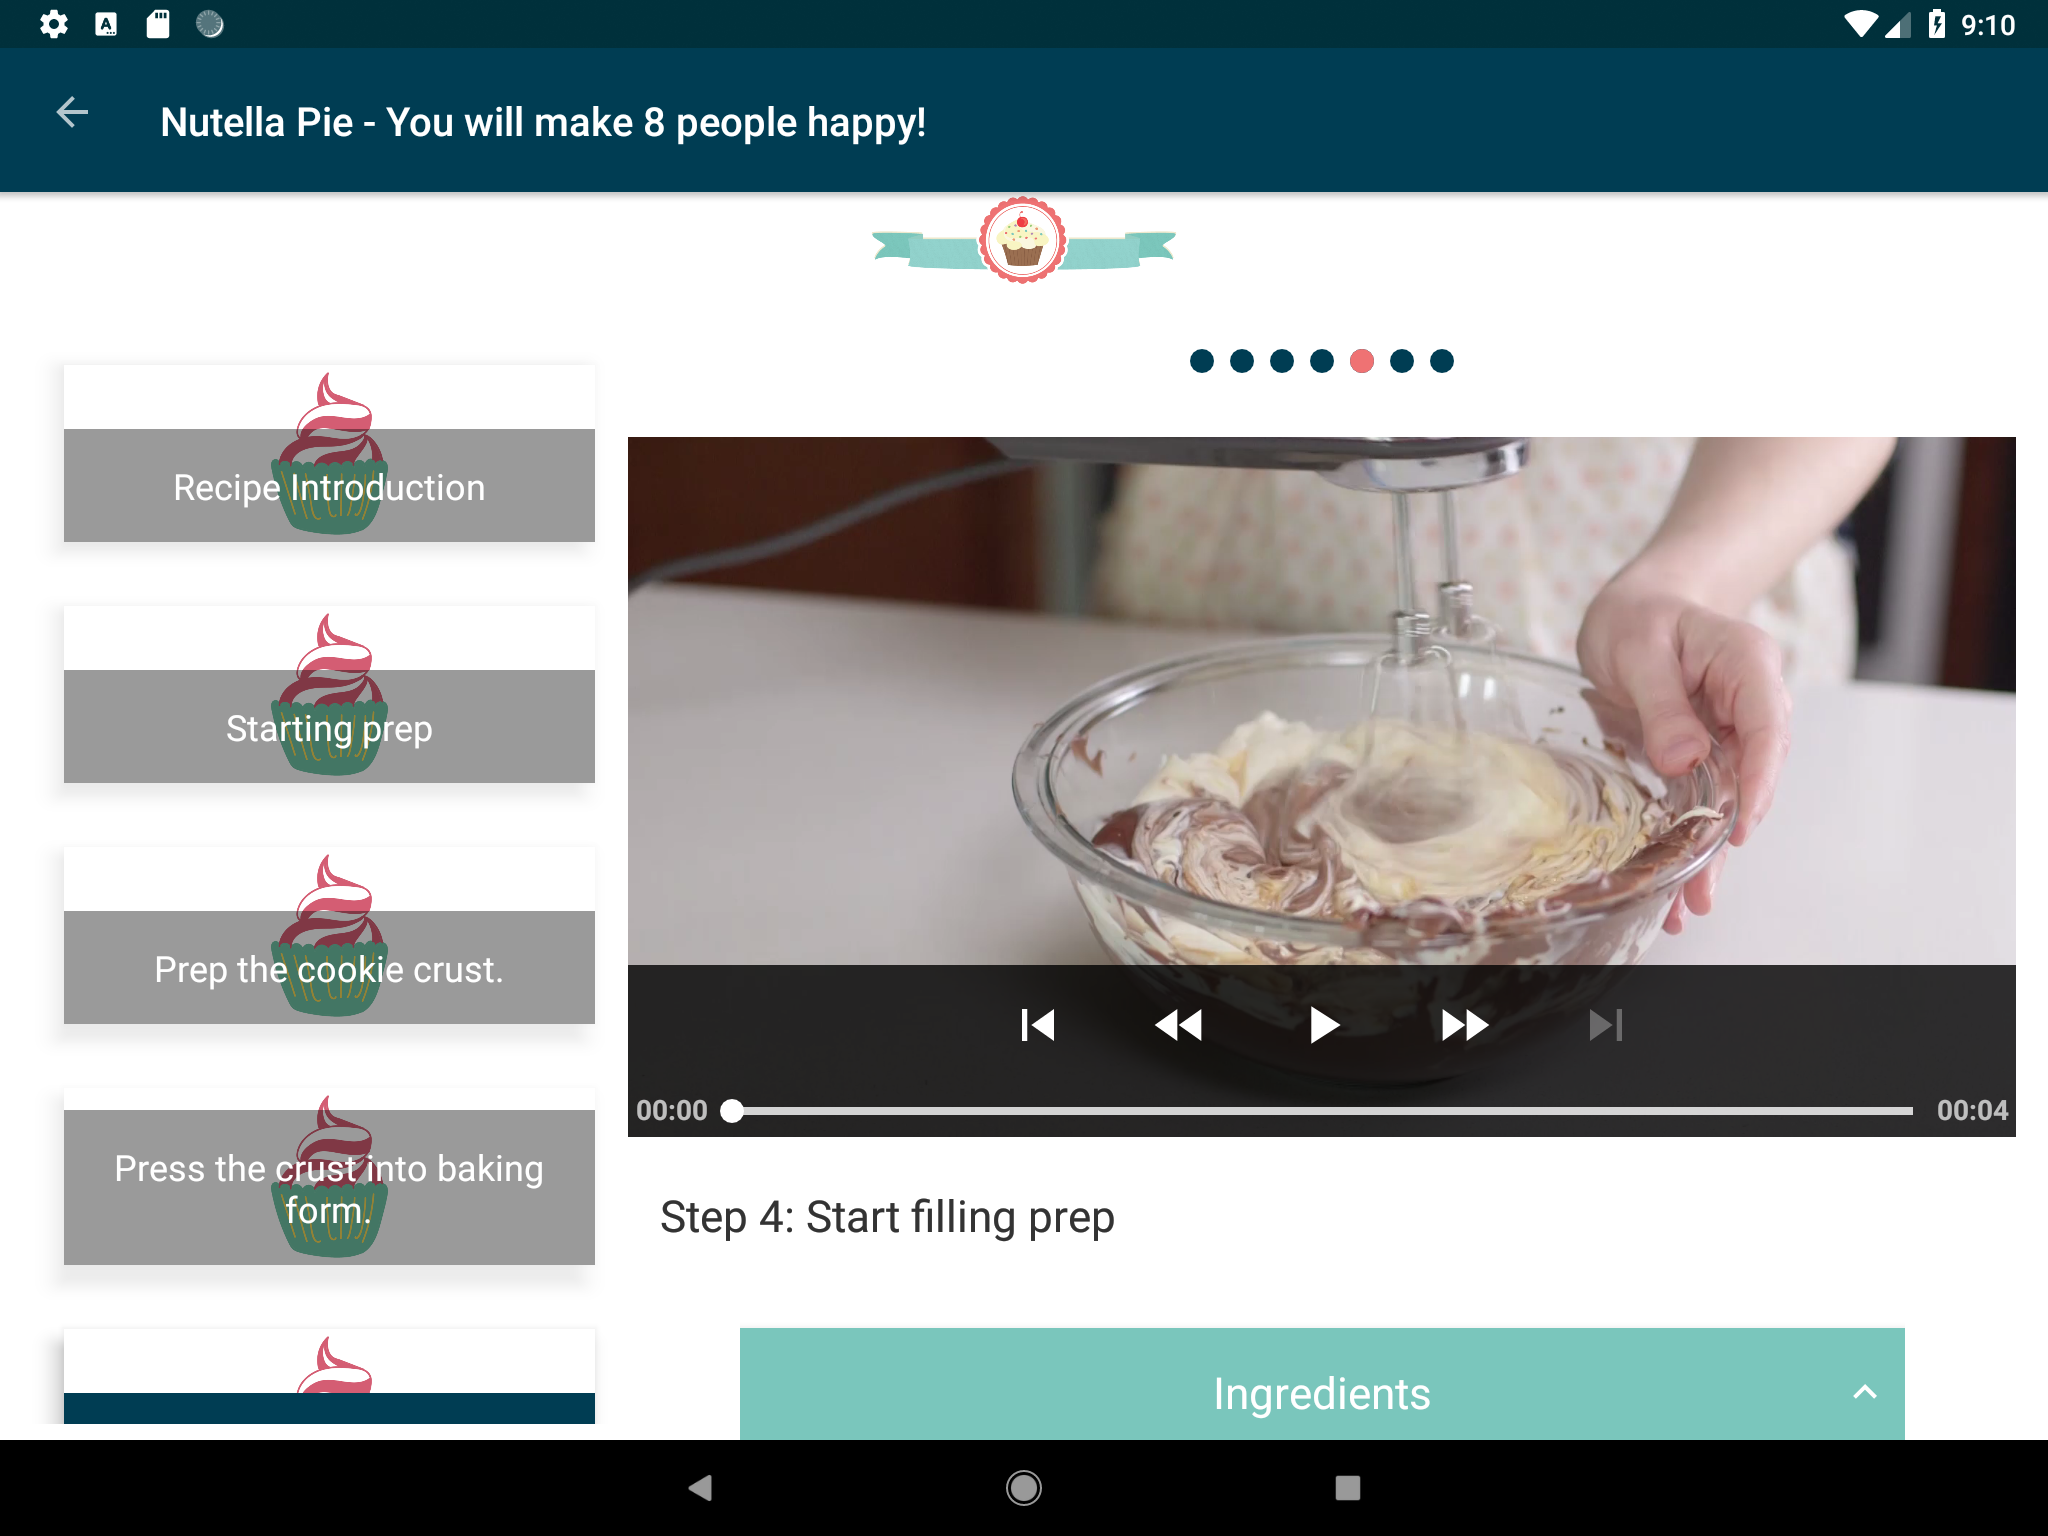 9:10
Nutella Pie - You will make 8 people happy!
Recipe Introduction
Starting prep
Prep the cookie crust.
Press the crust into baking
form.
00:00
00:04
Step 4: Start filling prep
Ingredients